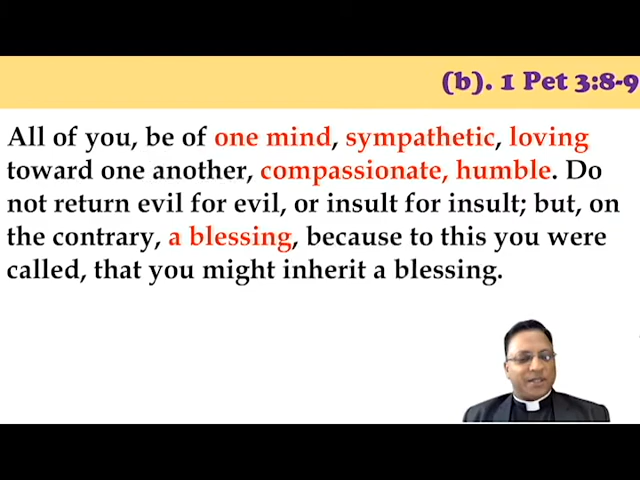 (b). 1 Pet 3:8-9
All of you, be of one mind, sympathetic, loving
toward one another, compassionate, humble. Do
not return evil for evil, or insult for insult; but, on
the contrary, a blessing, because to this you were
called, that you might inherit a blessing.